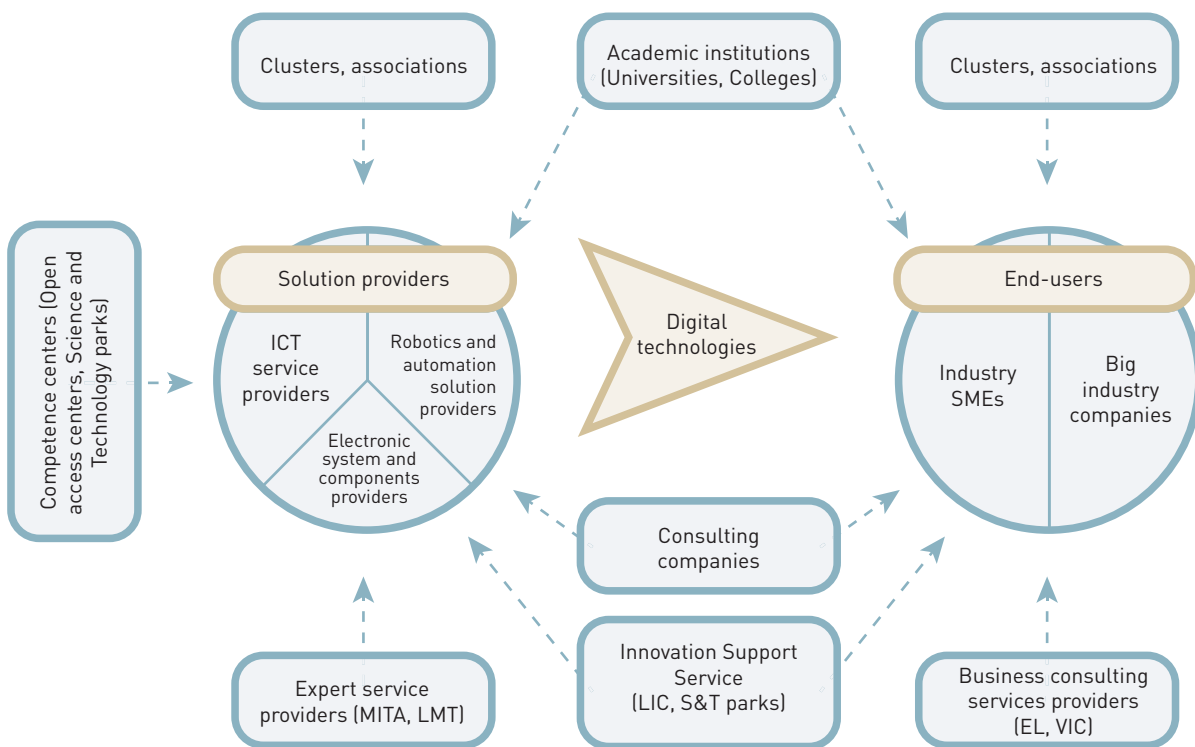 Clusters, associations
Academic institutions
(Universities, Colleges)
Clusters, associations
Competence centers (Open
access centers, Science and
Technology parks)
Solution providers
ICT
service
providers
Robotics and
automation
solution
providers
Electronic
system and
components
providers
Digital
technologies
End-users
Industry
SMEs
Big
industry
companies
Consulting
companies
Expert service
providers (MITA, LMT)
Innovation Support
Service
(LIC, S&T parks)
Business consulting
services providers
(EL, VIC)